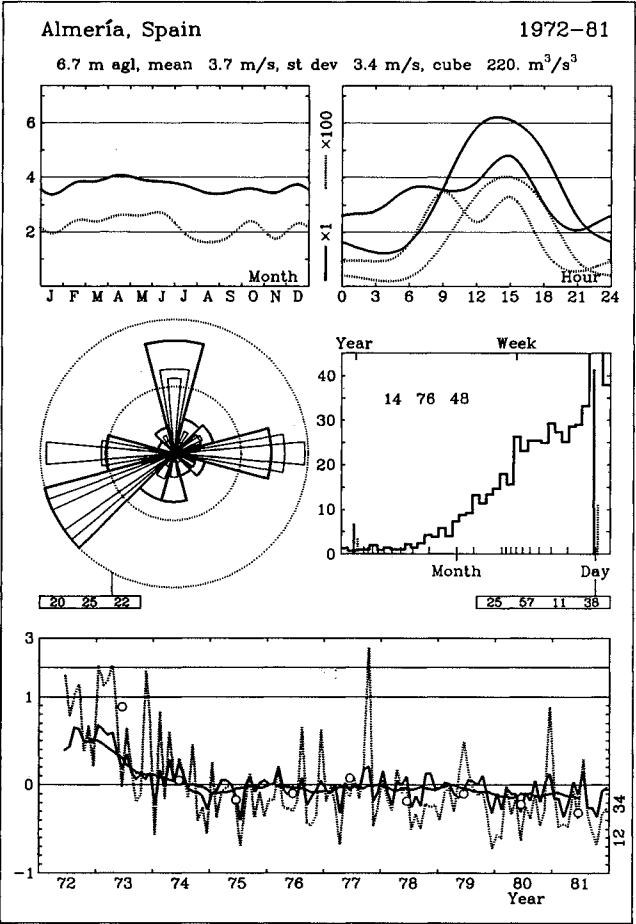 Almería, Spain 1972-81
6.7 m agl, mean 3.7 m/s, st dev 3.4 m/s, cube 220. m³/s³
6
4
2
×100
×1
Month
J F M A M J J A S O N D
Hour
0 3 6 9 12 15 18 21 24
Year Week
40
30
20
10
0
14 76 48
Month Day
20 25 22
25 57 11 38
3
1
0
-1
12 34
72 73 74 75 76 77 78 79 80 81
Year